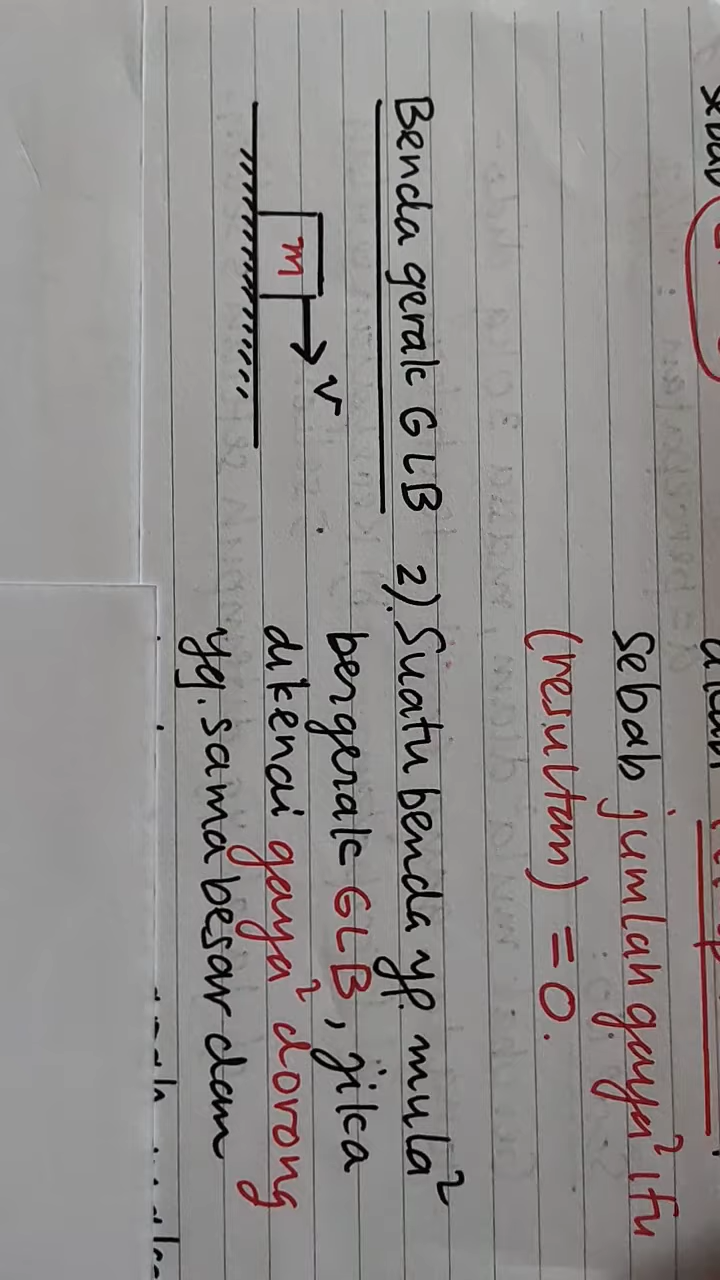 sebab
sebab jumlah gaya² itu
(resultan) = 0.
Benda gerak GLB 2) Suatu benda yg. mula²
bergerak GLB, jika
v
m
dikenai gaya² dorong
yg. sama besar dan